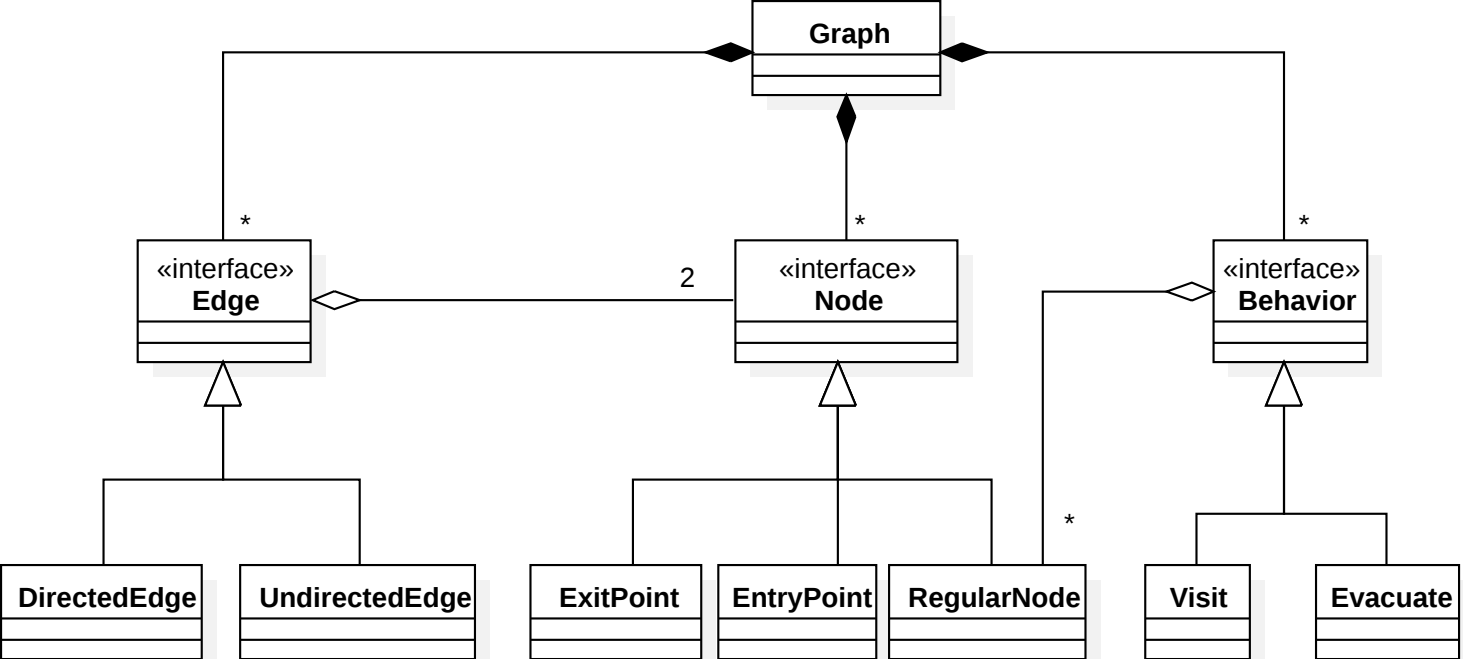 Graph
*
*
*
«interface»
Edge
2
«interface»
Node
«interface»
Behavior
*
DirectedEdge
UndirectedEdge
ExitPoint
EntryPoint
RegularNode
Visit
Evacuate